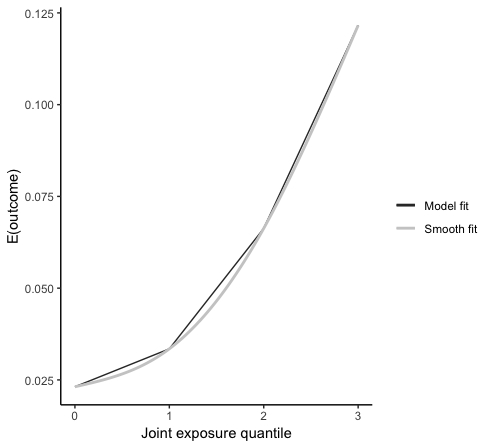 0.125
0.100
0.075
0.050
0.025
E(outcome)
0 1 2 3
Joint exposure quantile
Model fit
Smooth fit